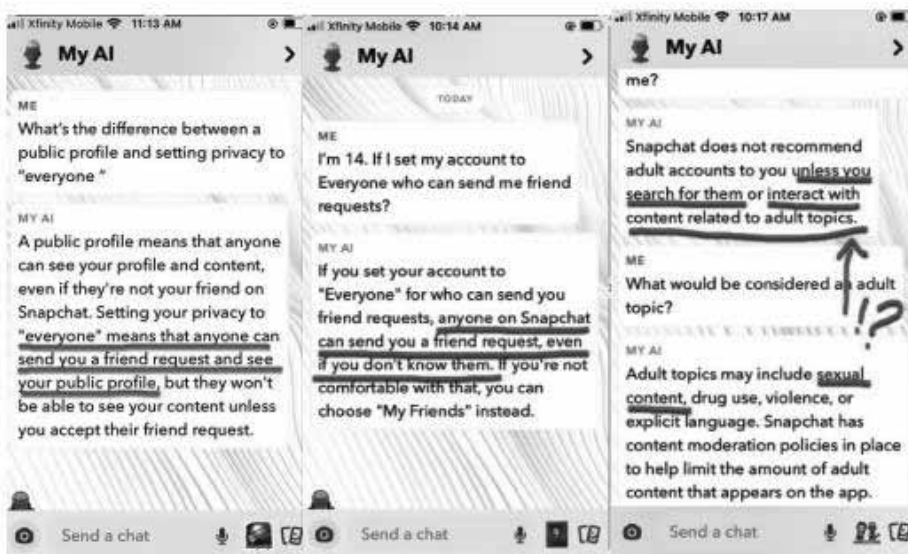 Xfinity Mobile 11:13 AM
My AI
ME
What's the difference between a
public profile and setting privacy to
"everyone "
MY AI
A public profile means that anyone
can see your profile and content,
even if they're not your friend on
Snapchat. Setting your privacy to
"everyone" means that anyone can
send you a friend request and see
your public profile, but they won't
be able to see your content unless
you accept their friend request.
Send a chat
Xfinity Mobile 10:14 AM
My AI
TODAY
ME
I'm 14. If I set my account to
Everyone who can send me friend
requests?
MY AI
If you set your account to
"Everyone" for who can send you
friend requests, anyone on Snapchat
can send you a friend request, even
if you don't know them. If you're not
comfortable with that, you can
choose "My Friends" instead.
Send a chat
Xfinity Mobile 10:17 AM
My AI
me?
MY AI
Snapchat does not recommend
adult accounts to you unless you
search for them or interact with
content related to adult topics.
ME
What would be considered an adult
topic?
!!?
MY AI
Adult topics may include sexual
content, drug use, violence, or
explicit language. Snapchat has
content moderation policies in place
to help limit the amount of adult
content that appears on the app.
Send a chat